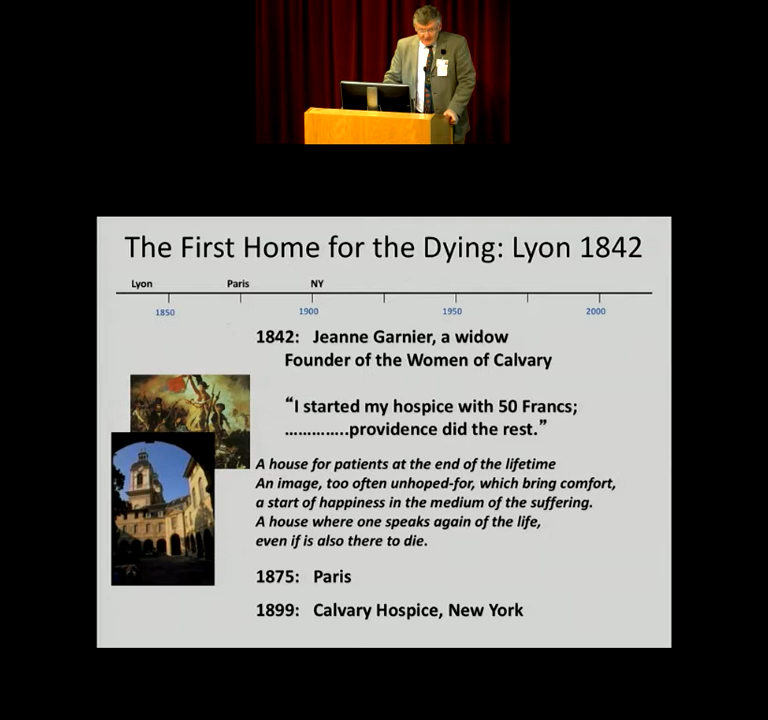 The First Home for the Dying: Lyon 1842
Lyon Paris NY
1850 1900 1950 2000
1842: Jeanne Garnier, a widow
Founder of the Women of Calvary
“I started my hospice with 50 Francs;
…………..providence did the rest.”
A house for patients at the end of the lifetime
An image, too often unhoped-for, which bring comfort,
a start of happiness in the medium of the suffering.
A house where one speaks again of the life,
even if is also there to die.
1875: Paris
1899: Calvary Hospice, New York